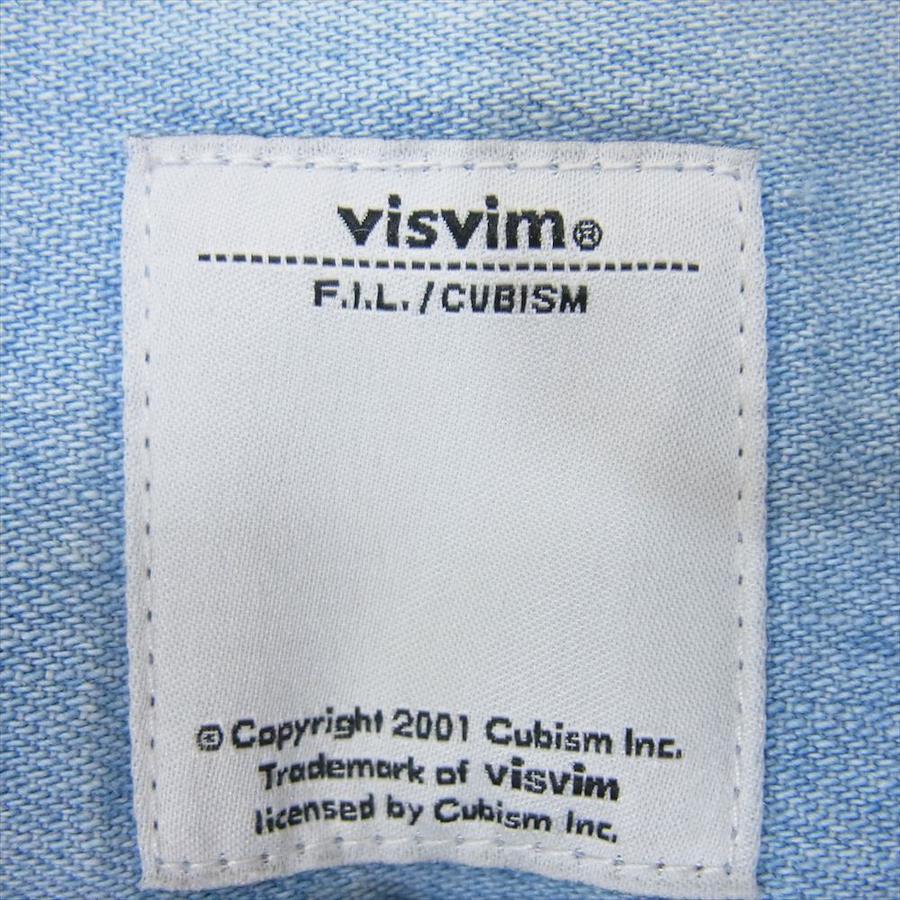 visvim®
F.I.L./CUBISM
® Copyright 2001 Cubism Inc.
Trademark of visvim
licensed by Cubism Inc.